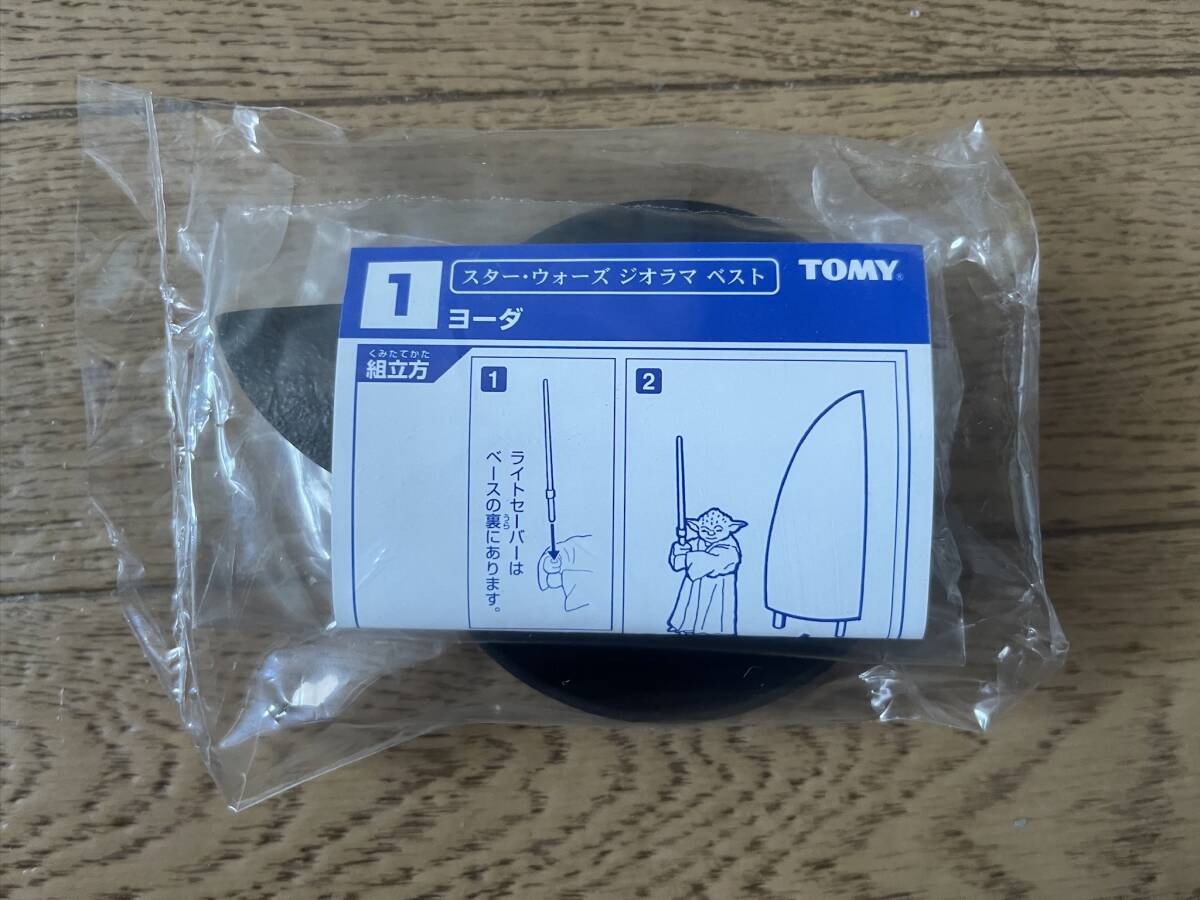 1
スター・ウォーズ ジオラマ ベスト
TOMY®
ヨーダ
くみたてかた
組立方
1
ライトセーバーは
ベースの裏にあります。
うら
2